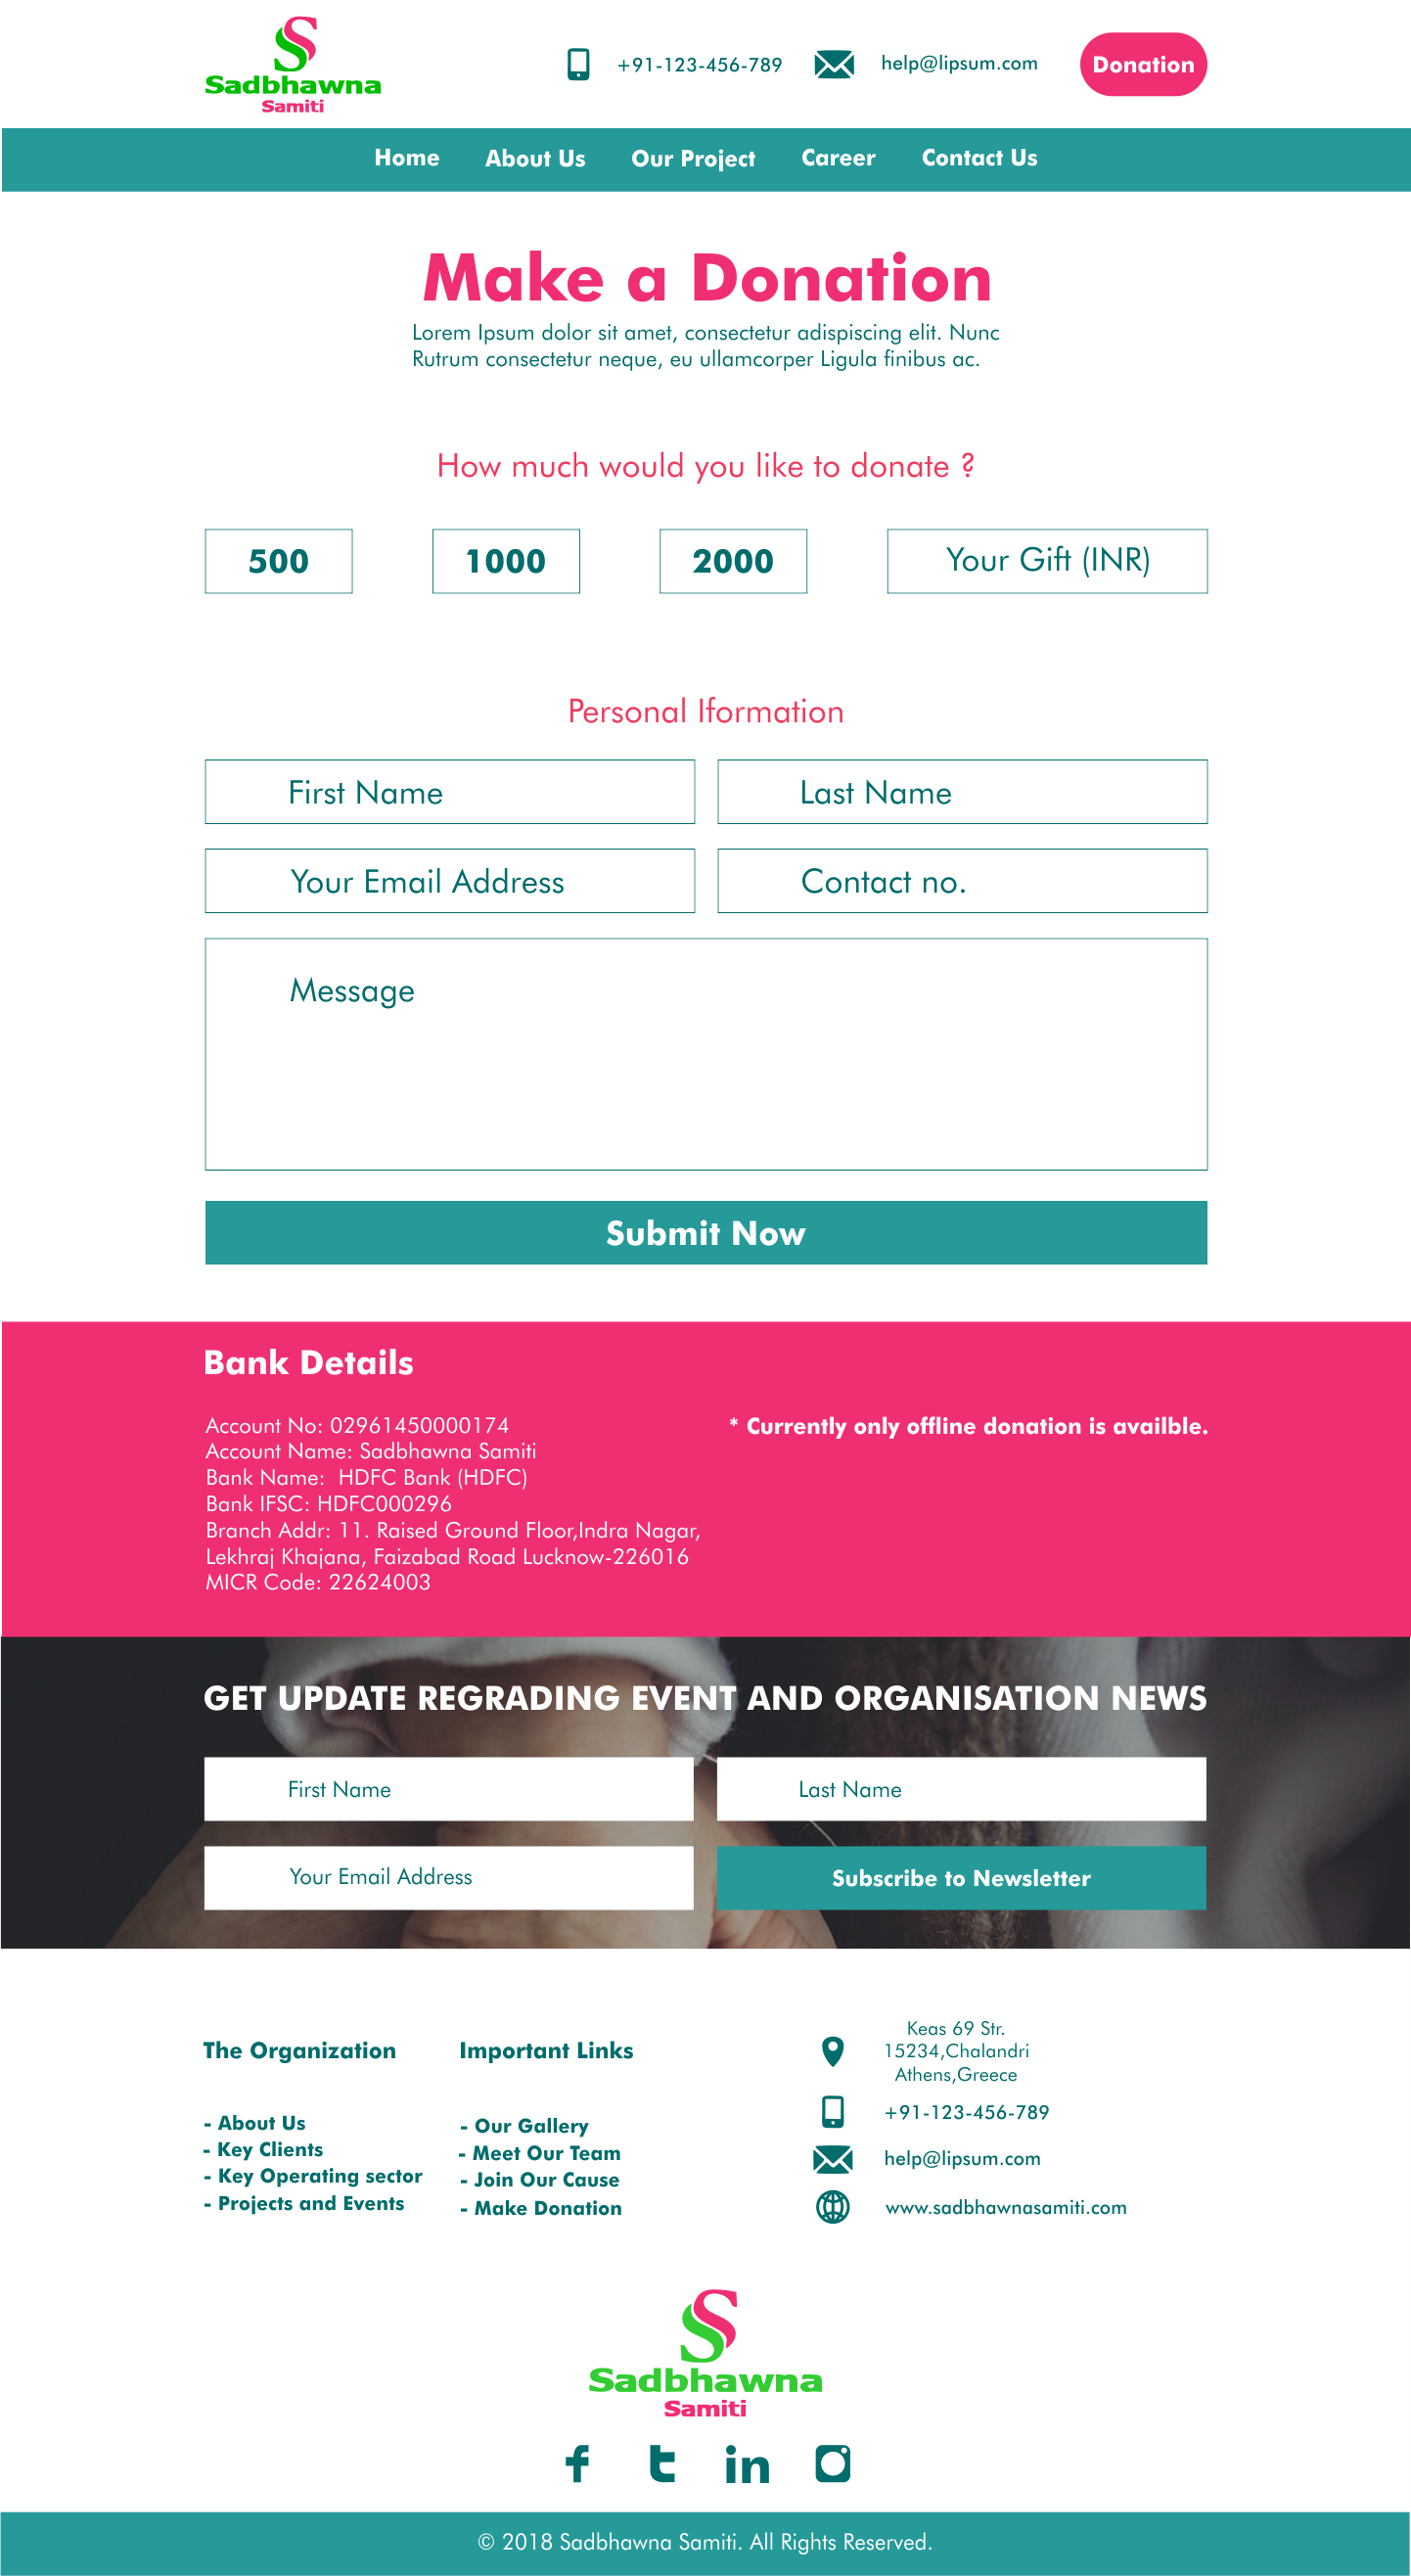 Sadbhawna
Samiti
+91-123-456-789
help@lipsum.com
Donation
Home About Us Our Project Career Contact Us
Make a Donation
Lorem Ipsum dolor sit amet, consectetur adispiscing elit. Nunc
Rutrum consectetur neque, eu ullamcorper Ligula finibus ac.
How much would you like to donate ?
500 1000 2000 Your Gift (INR)
Personal Iformation
First Name Last Name
Your Email Address Contact no.
Message
Submit Now
Bank Details
Account No: 02961450000174
Account Name: Sadbhawna Samiti
Bank Name: HDFC Bank (HDFC)
Bank IFSC: HDFC000296
Branch Addr: 11. Raised Ground Floor,Indra Nagar,
Lekhraj Khajana, Faizabad Road Lucknow-226016
MICR Code: 22624003
* Currently only offline donation is availble.
GET UPDATE REGRADING EVENT AND ORGANISATION NEWS
First Name Last Name
Your Email Address Subscribe to Newsletter
The Organization
- About Us
- Key Clients
- Key Operating sector
- Projects and Events
Important Links
- Our Gallery
- Meet Our Team
- Join Our Cause
- Make Donation
Keas 69 Str.
15234,Chalandri
Athens,Greece
+91-123-456-789
help@lipsum.com
www.sadbhawnasamiti.com
Sadbhawna
Samiti
© 2018 Sadbhawna Samiti. All Rights Reserved.